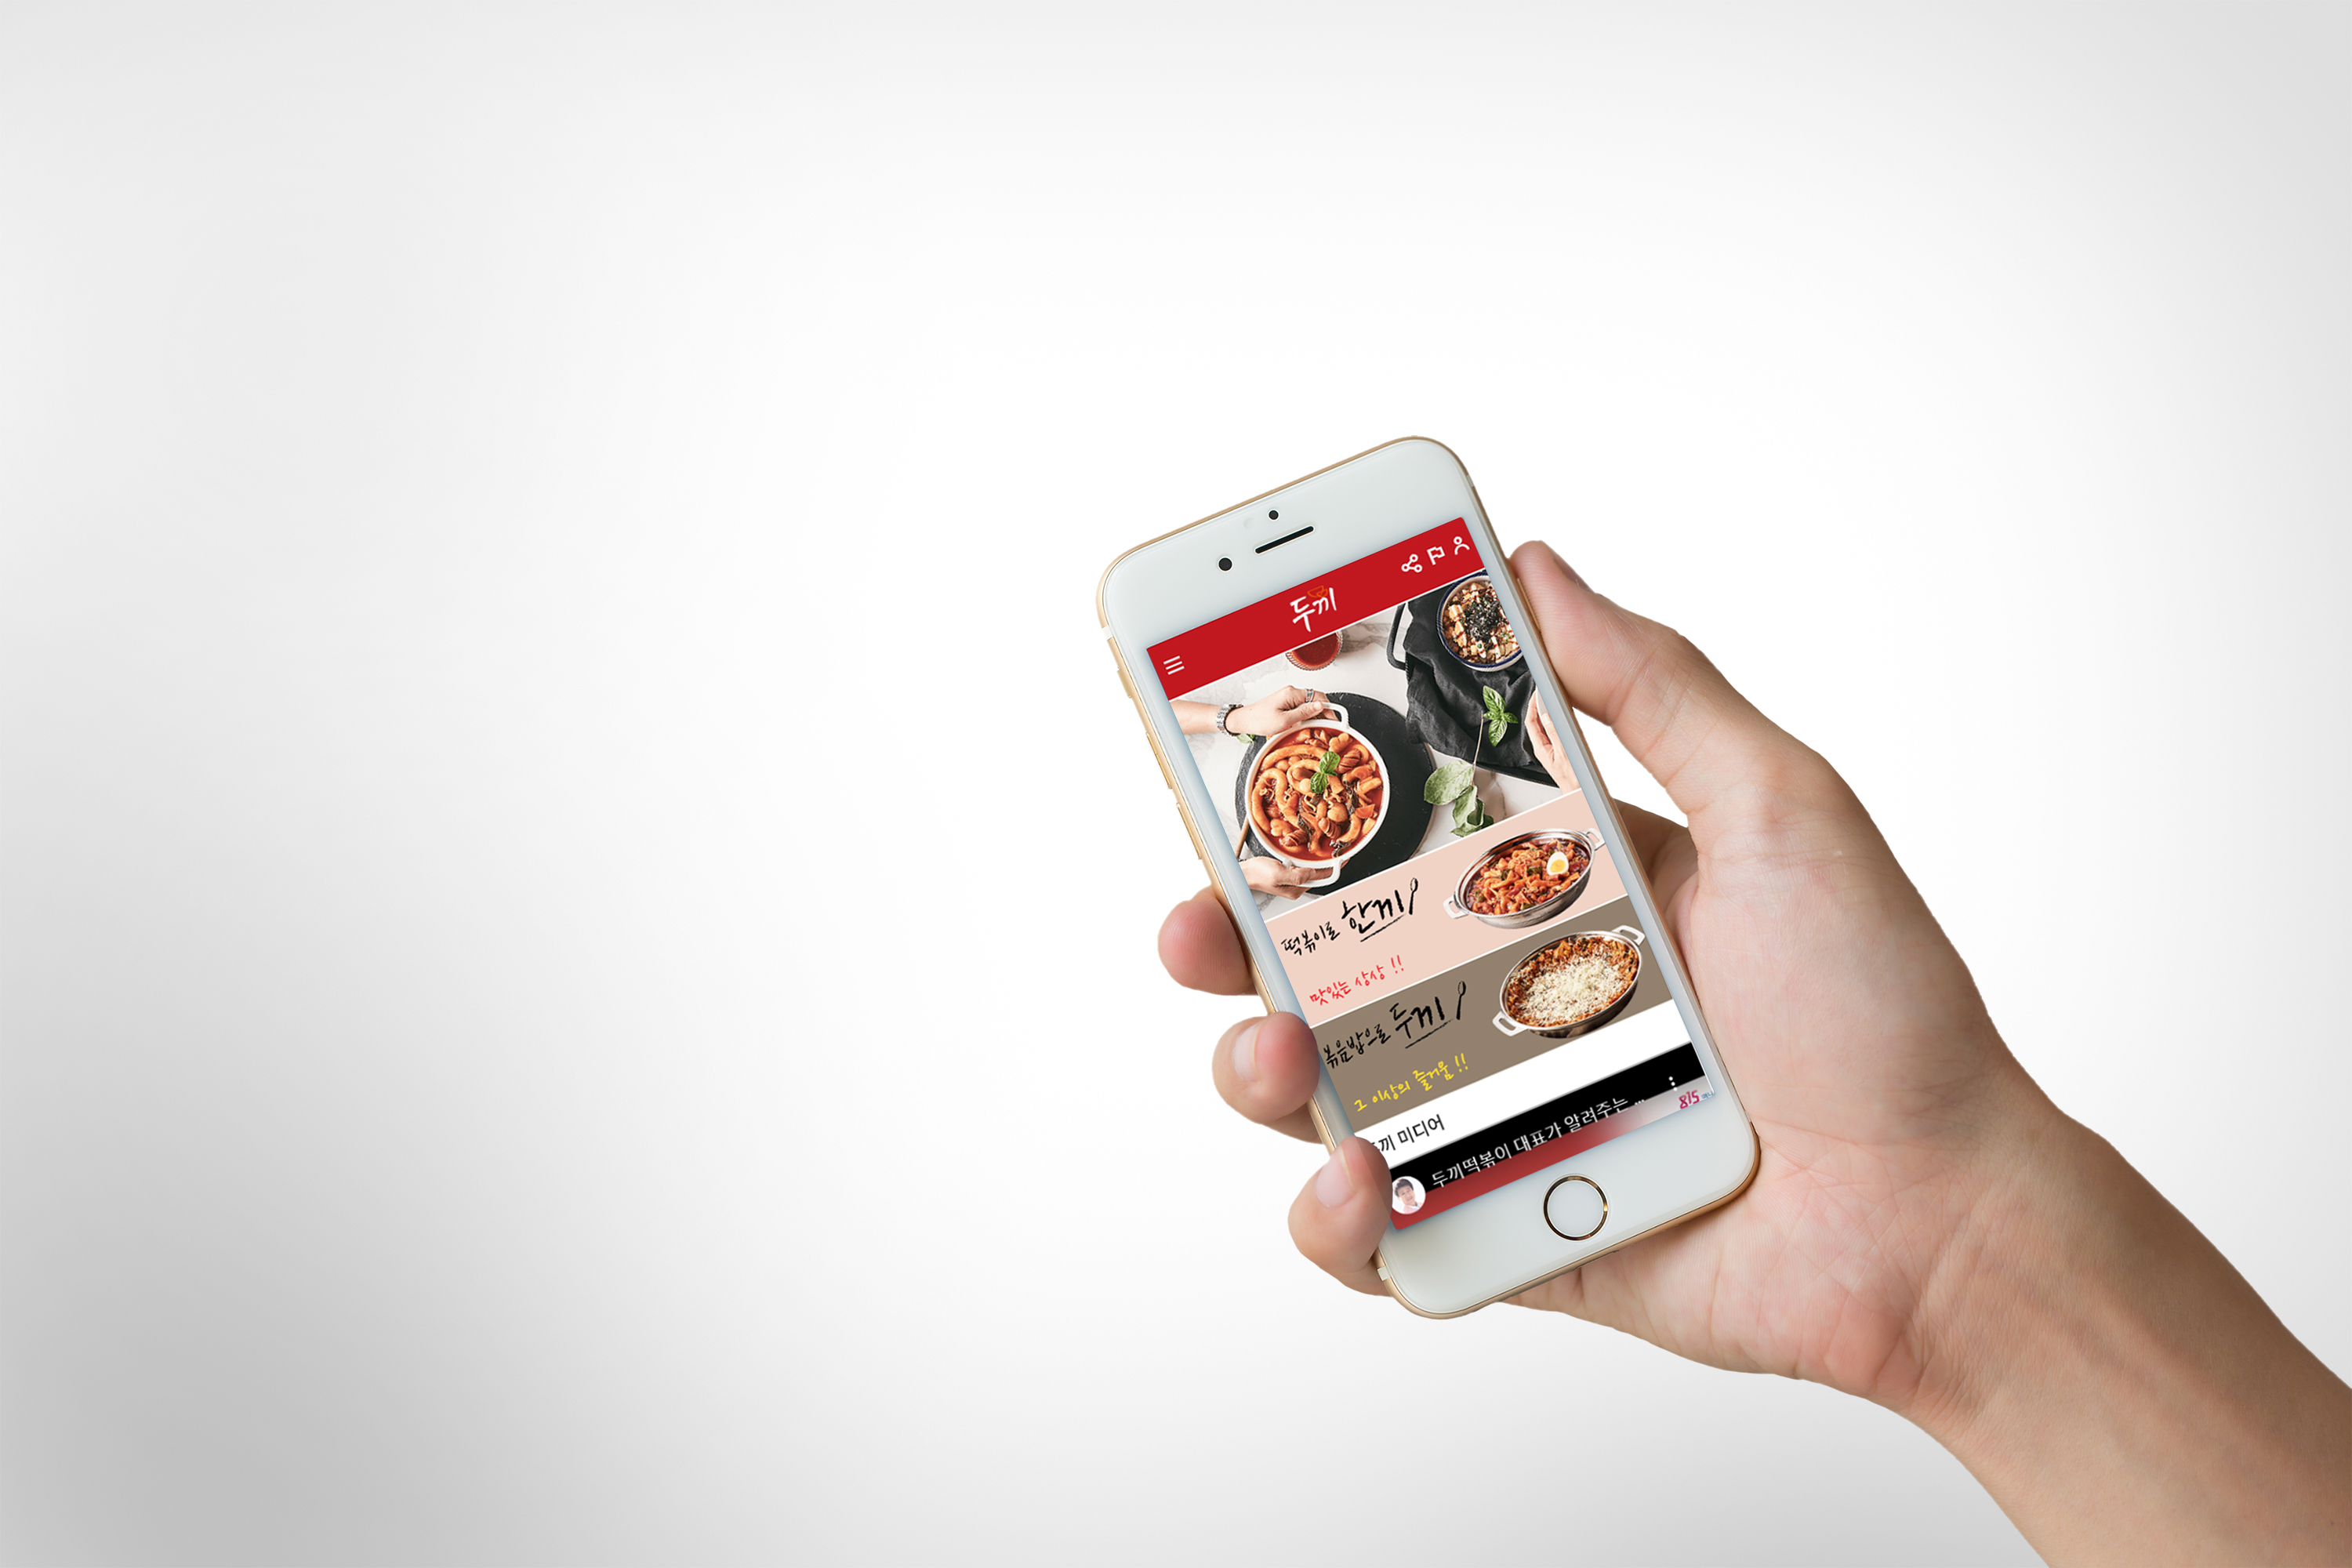 두끼
떡볶이로 한끼
맛있는 상상 !!
볶음밥으로 두끼
그 이상의 즐거움 !!
끼 미디어
두끼떡볶이 대표가 알려주는 ...